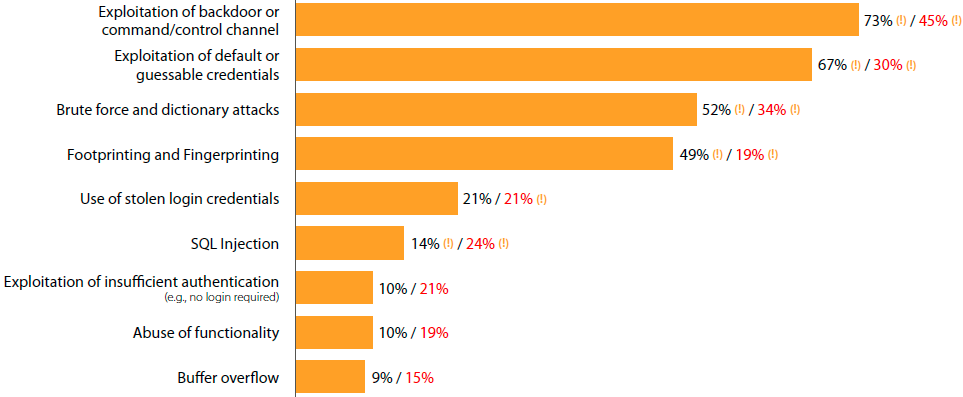 Exploitation of backdoor or
command/control channel
73% (!) / 45% (!)
Exploitation of default or
guessable credentials
67% (!) / 30% (!)
Brute force and dictionary attacks
52% (!) / 34% (!)
Footprinting and Fingerprinting
49% (!) / 19% (!)
Use of stolen login credentials
21% / 21% (!)
SQL Injection
14% (!) / 24% (!)
Exploitation of insufficient authentication
(e.g., no login required)
10% / 21%
Abuse of functionality
10% / 19%
Buffer overflow
9% / 15%